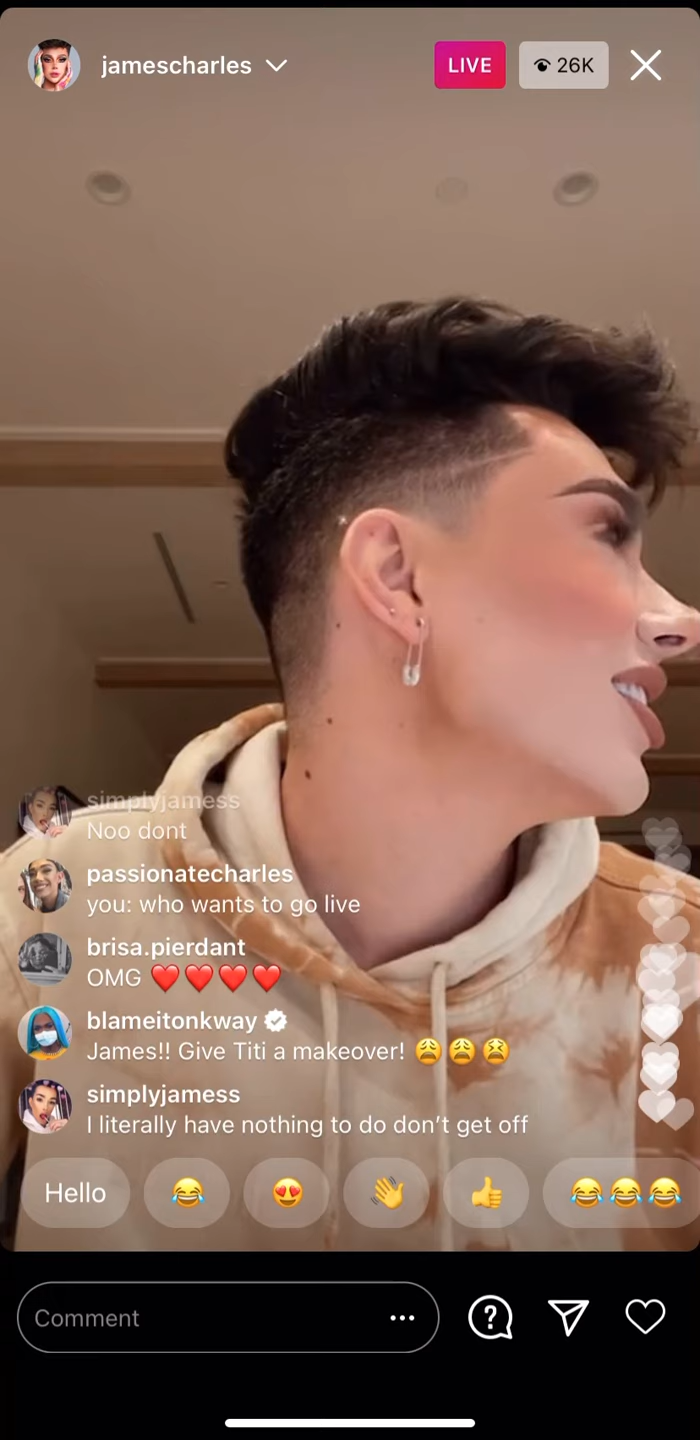 jamescharles
LIVE
26K
simplyjamess
Noo dont
passionatecharles
you: who wants to go live
brisa.pierdant
OMG ❤️❤️❤️❤️
blameitonkway
James!! Give Titi a makeover! 😩😩😫
simplyjamess
I literally have nothing to do don’t get off
Hello 😂 😍 👋 👍 😂😂😂
Comment